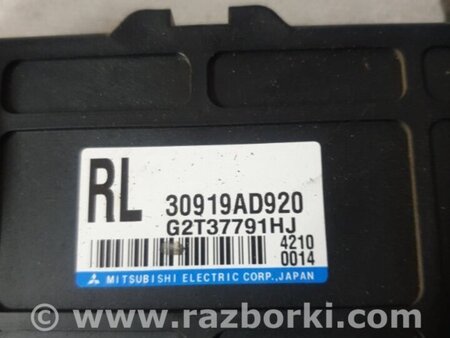 RL
30919AD920
G2T37791HJ
4210
0014
MITSUBISHI ELECTRIC CORP.,JAPAN
© www.razborki.com